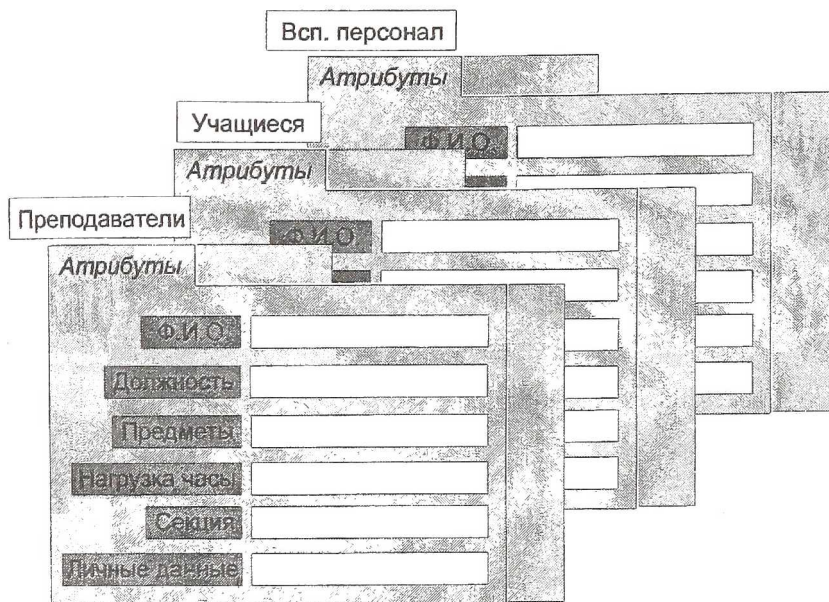 Всп. персонал
Атрибуты
Ф.И.О.
Учащиеся
Атрибуты
Ф.И.О
Преподаватели
Атрибуты
Ф.И.О.
Должность
Предметы
Нагрузка,часы
Секция
Личные данные